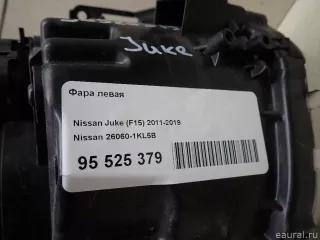 Juke
Фара левая
Nissan Juke (F15) 2011-2019
Nissan 26060-1KL5B
95 525 379
eaural.ru